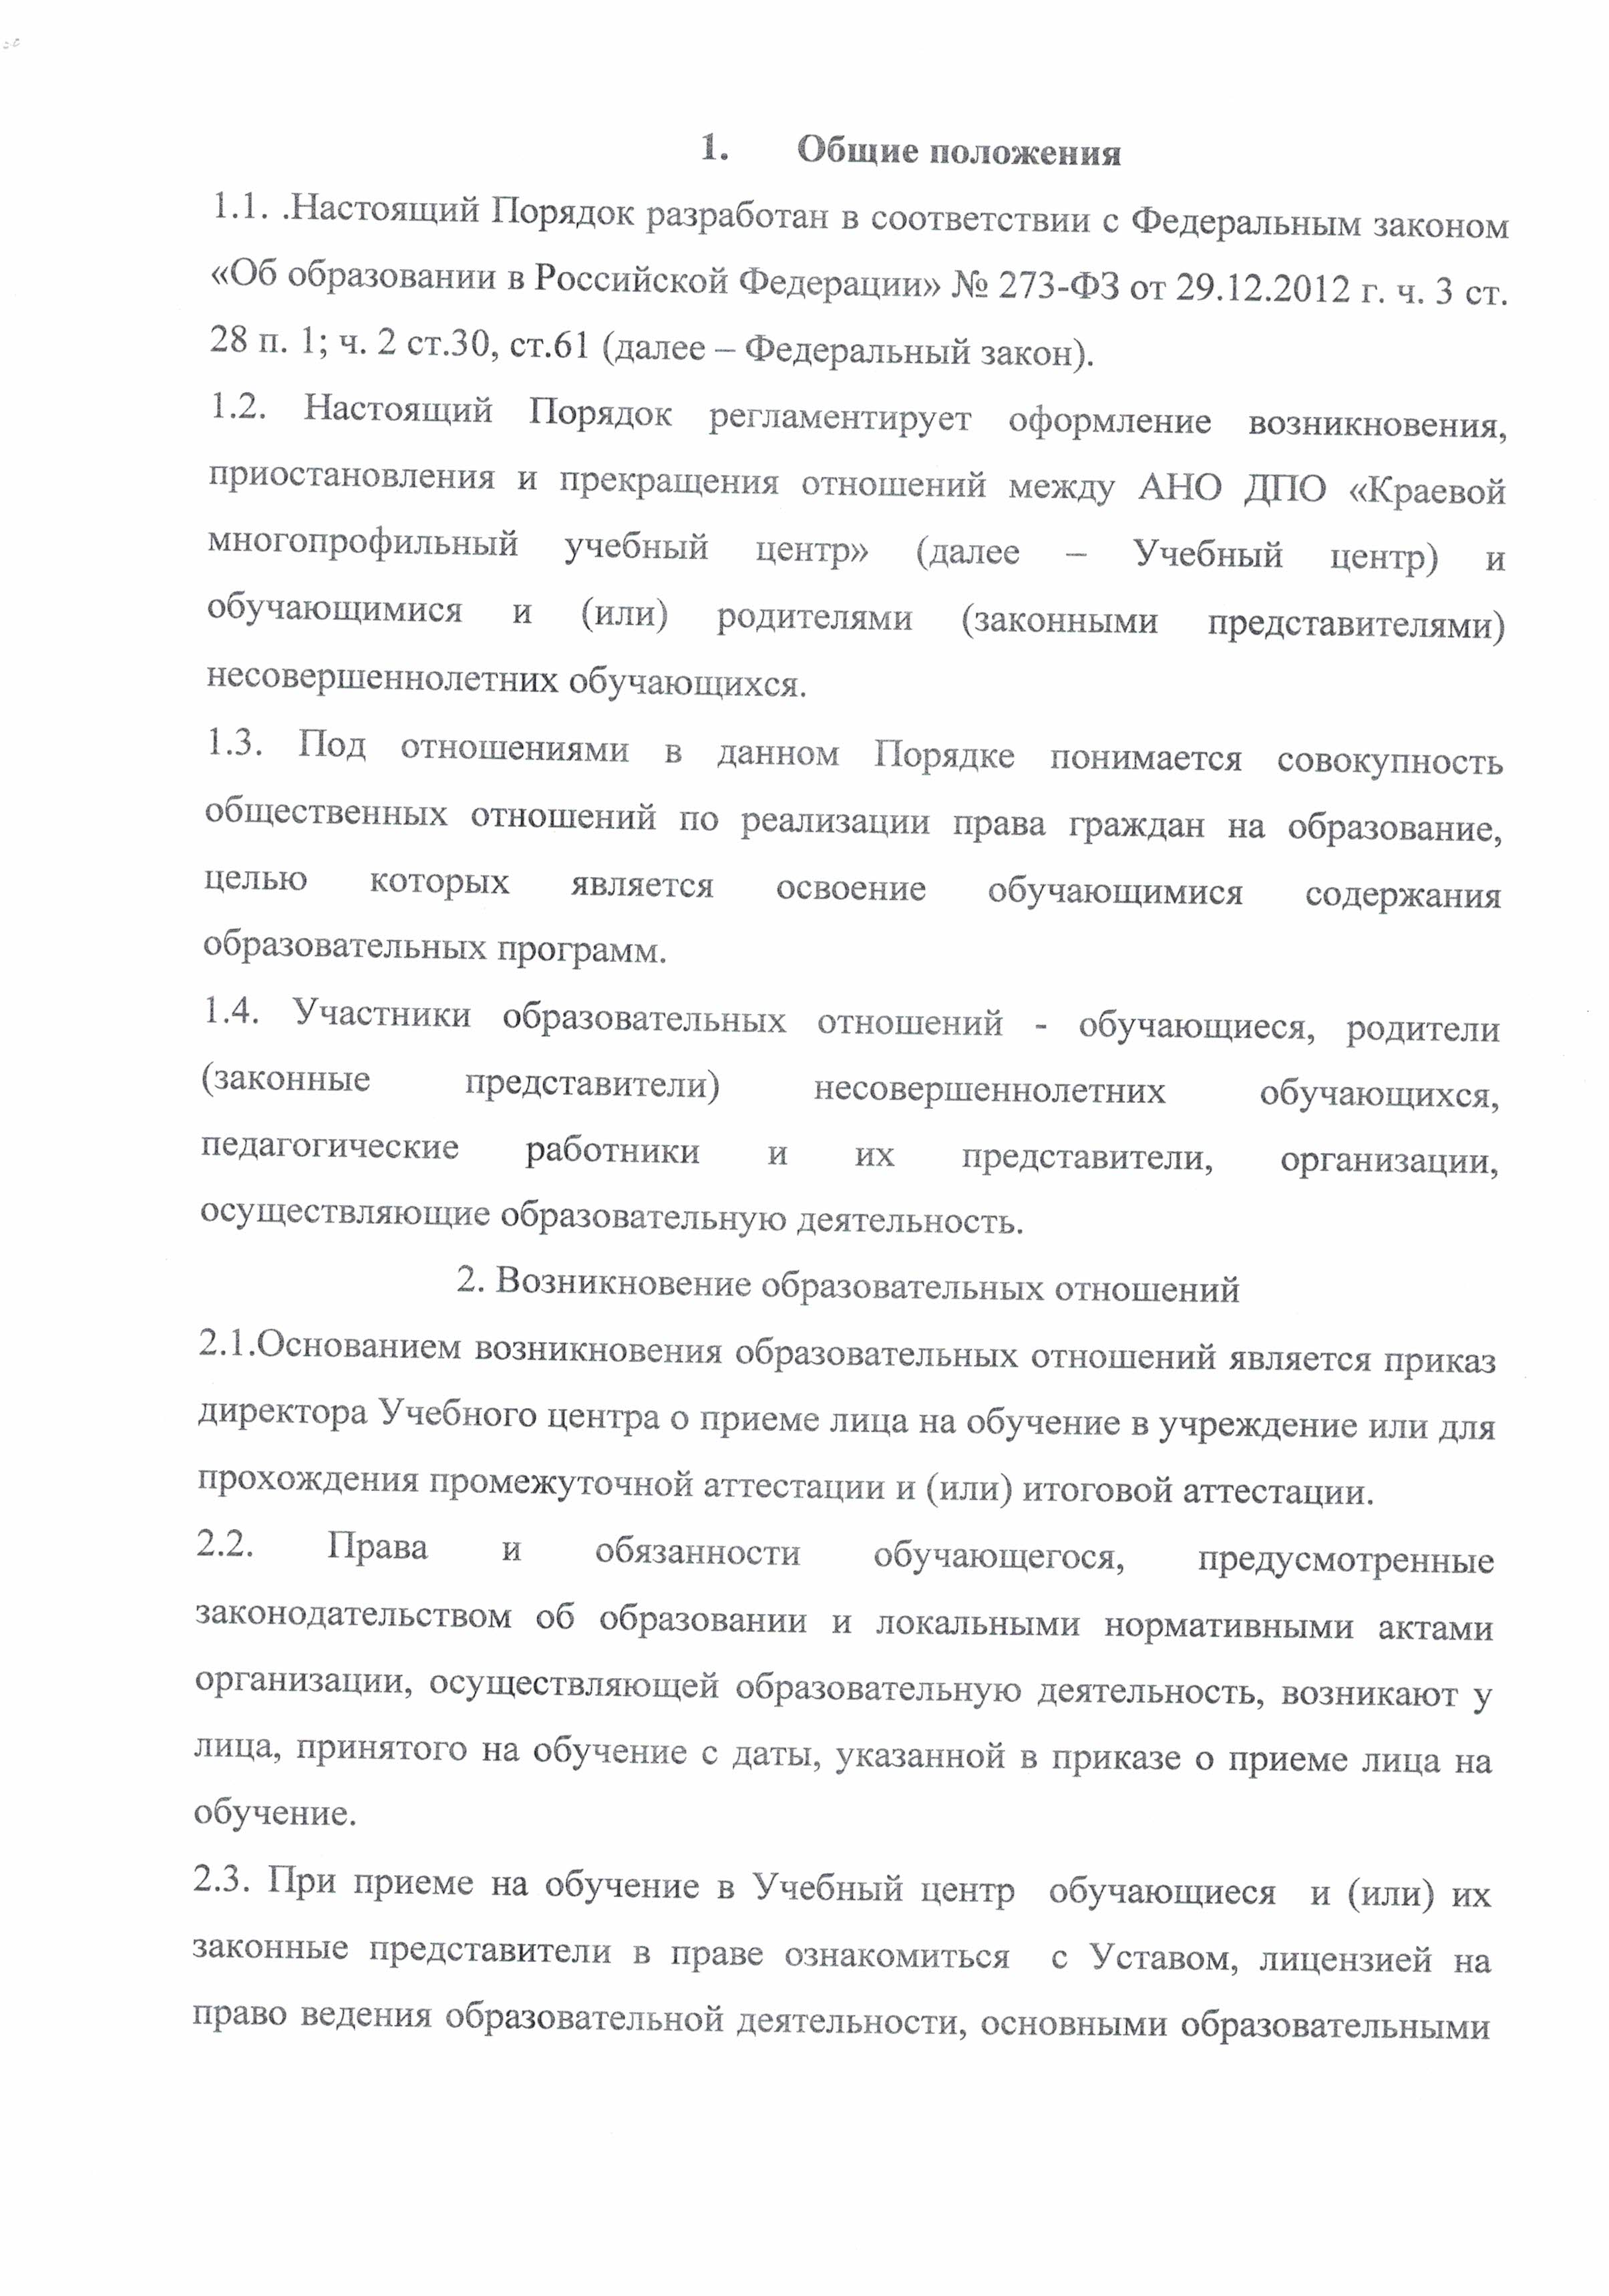 1. Общие положения
1.1. .Настоящий Порядок разработан в соответствии с Федеральным законом
«Об образовании в Российской Федерации» № 273-ФЗ от 29.12.2012 г. ч. 3 ст.
28 п. 1; ч. 2 ст.30, ст.61 (далее – Федеральный закон).
1.2. Настоящий Порядок регламентирует оформление возникновения,
приостановления и прекращения отношений между АНО ДПО «Краевой
многопрофильный учебный центр» (далее – Учебный центр) и
обучающимися и (или) родителями (законными представителями)
несовершеннолетних обучающихся.
1.3. Под отношениями в данном Порядке понимается совокупность
общественных отношений по реализации права граждан на образование,
целью которых является освоение обучающимися содержания
образовательных программ.
1.4. Участники образовательных отношений - обучающиеся, родители
(законные представители) несовершеннолетних обучающихся,
педагогические работники и их представители, организации,
осуществляющие образовательную деятельность.
2. Возникновение образовательных отношений
2.1.Основанием возникновения образовательных отношений является приказ
директора Учебного центра о приеме лица на обучение в учреждение или для
прохождения промежуточной аттестации и (или) итоговой аттестации.
2.2. Права и обязанности обучающегося, предусмотренные
законодательством об образовании и локальными нормативными актами
организации, осуществляющей образовательную деятельность, возникают у
лица, принятого на обучение с даты, указанной в приказе о приеме лица на
обучение.
2.3. При приеме на обучение в Учебный центр обучающиеся и (или) их
законные представители в праве ознакомиться с Уставом, лицензией на
право ведения образовательной деятельности, основными образовательными